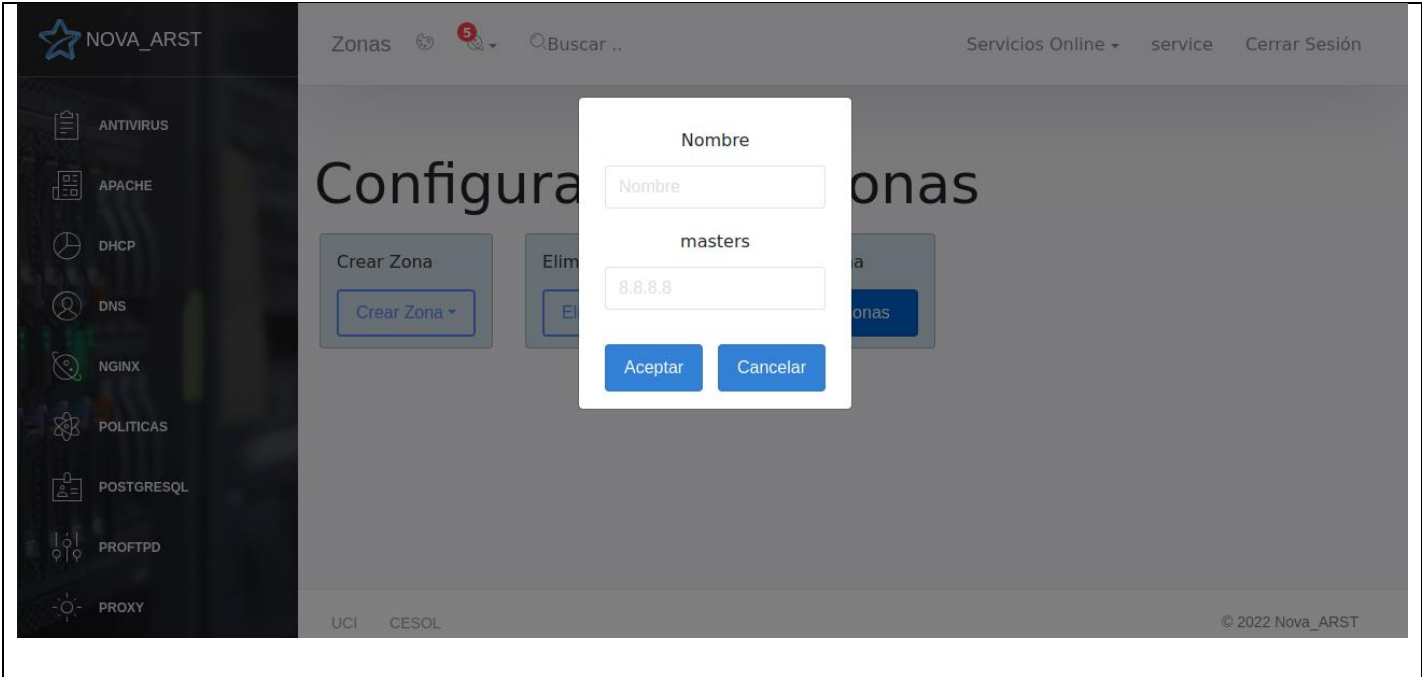 NOVA_ARST
Zonas 5 Buscar .. Servicios Online service Cerrar Sesión
ANTIVIRUS
APACHE
DHCP
DNS
NGINX
POLITICAS
POSTGRESQL
PROFTPD
PROXY
Configura onas
Crear Zona
Crear Zona
Elim
El
a
onas
Nombre
Nombre
masters
8.8.8.8
Aceptar Cancelar
UCI CESOL © 2022 Nova_ARST